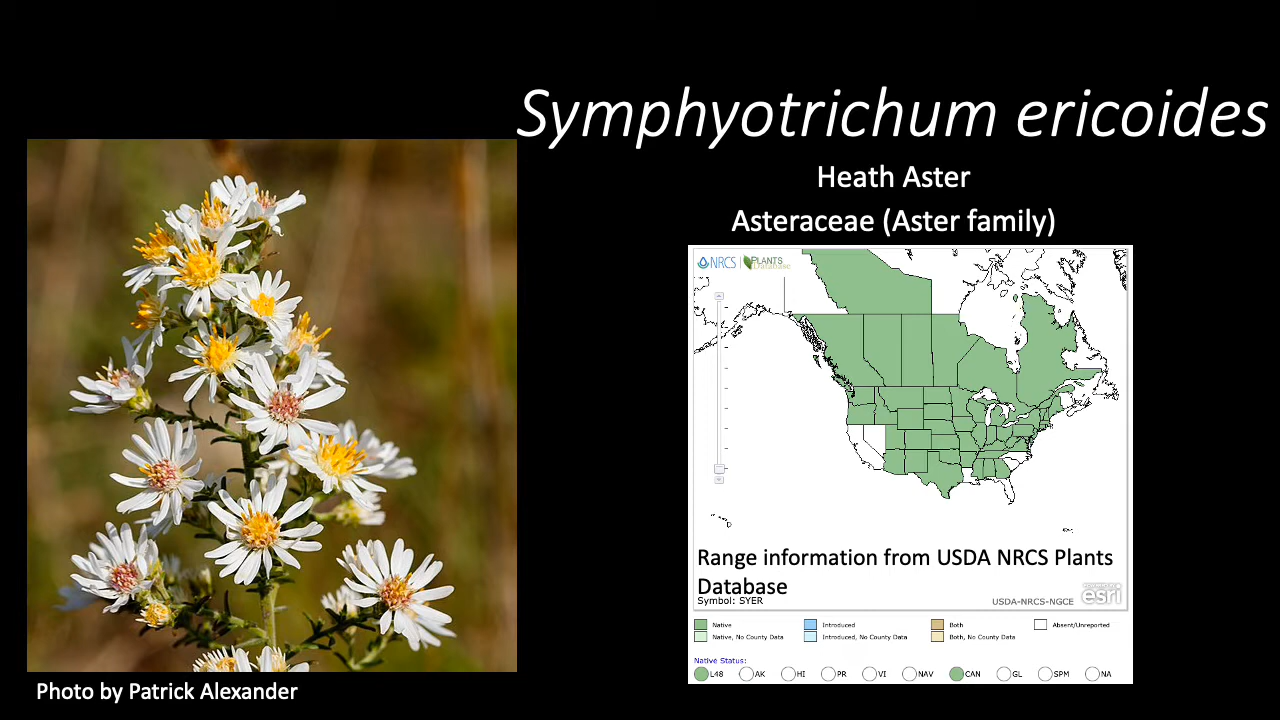 Symphyotrichum ericoides
Heath Aster
Asteraceae (Aster family)
NRCS | PLANTS
Database
Range information from USDA NRCS Plants
Database
Symbol: SYER
USDA-NRCS-NGCE
esri
Native
Introduced
Both
Absent/Unreported
Native, No County Data
Introduced, No County Data
Both, No County Data
Native Status:
L48 AK HI PR VI NAV CAN GL SPM NA
Photo by Patrick Alexander